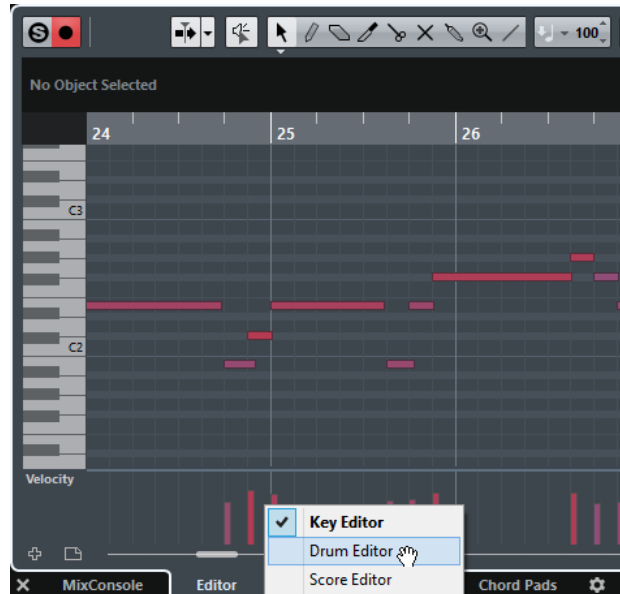 S
100
No Object Selected
24 25 26
C3
C2
Velocity
Key Editor
Drum Editor
Score Editor
MixConsole Editor Chord Pads